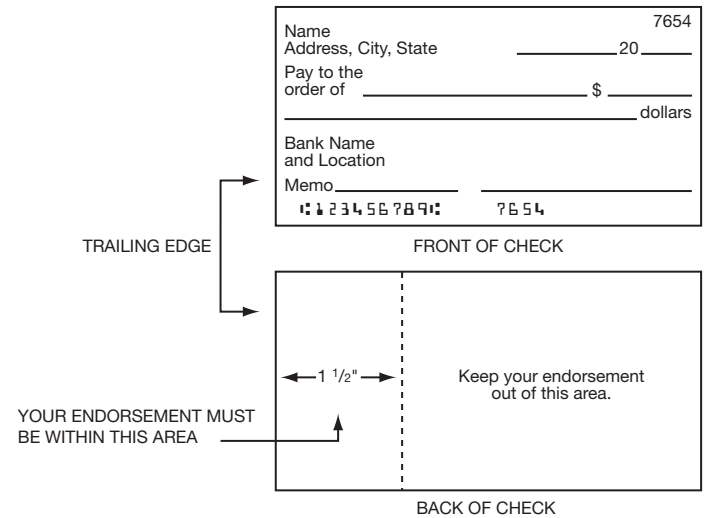 7654
Name
Address, City, State 20
Pay to the
order of $
dollars
Bank Name
and Location
Memo
⑆123456789⑆ 7654
TRAILING EDGE
FRONT OF CHECK
1 1/2"
Keep your endorsement
out of this area.
YOUR ENDORSEMENT MUST
BE WITHIN THIS AREA
BACK OF CHECK